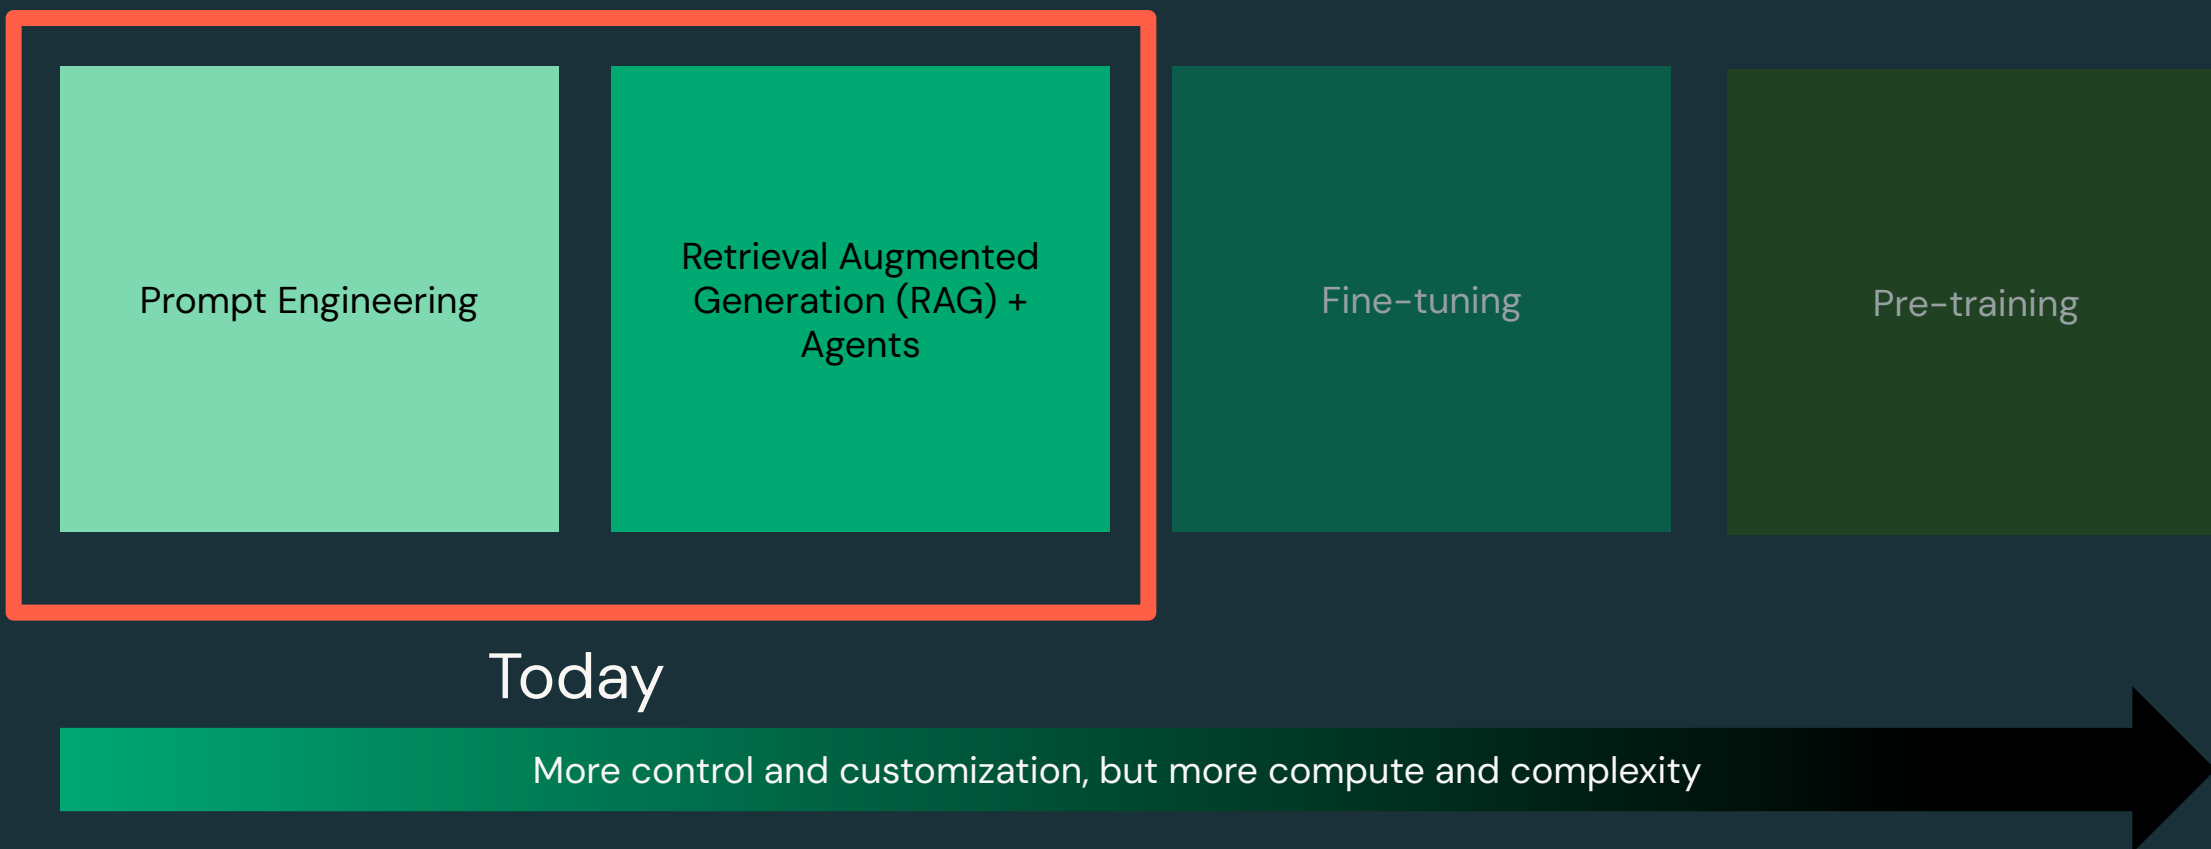 Prompt Engineering
Retrieval Augmented
Generation (RAG) +
Agents
Fine-tuning
Pre-training
Today
More control and customization, but more compute and complexity